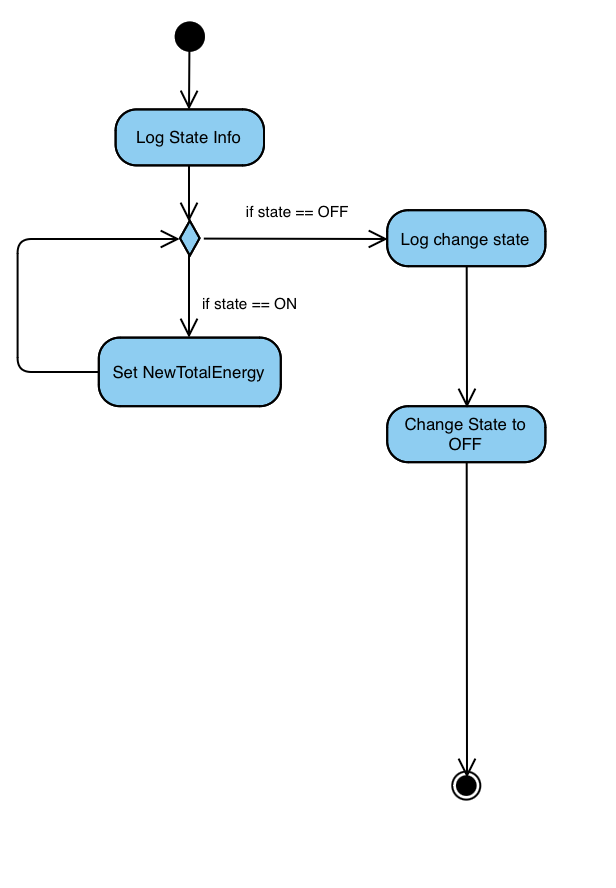 Log State Info
if state == OFF
Log change state
if state == ON
Set NewTotalEnergy
Change State to
OFF